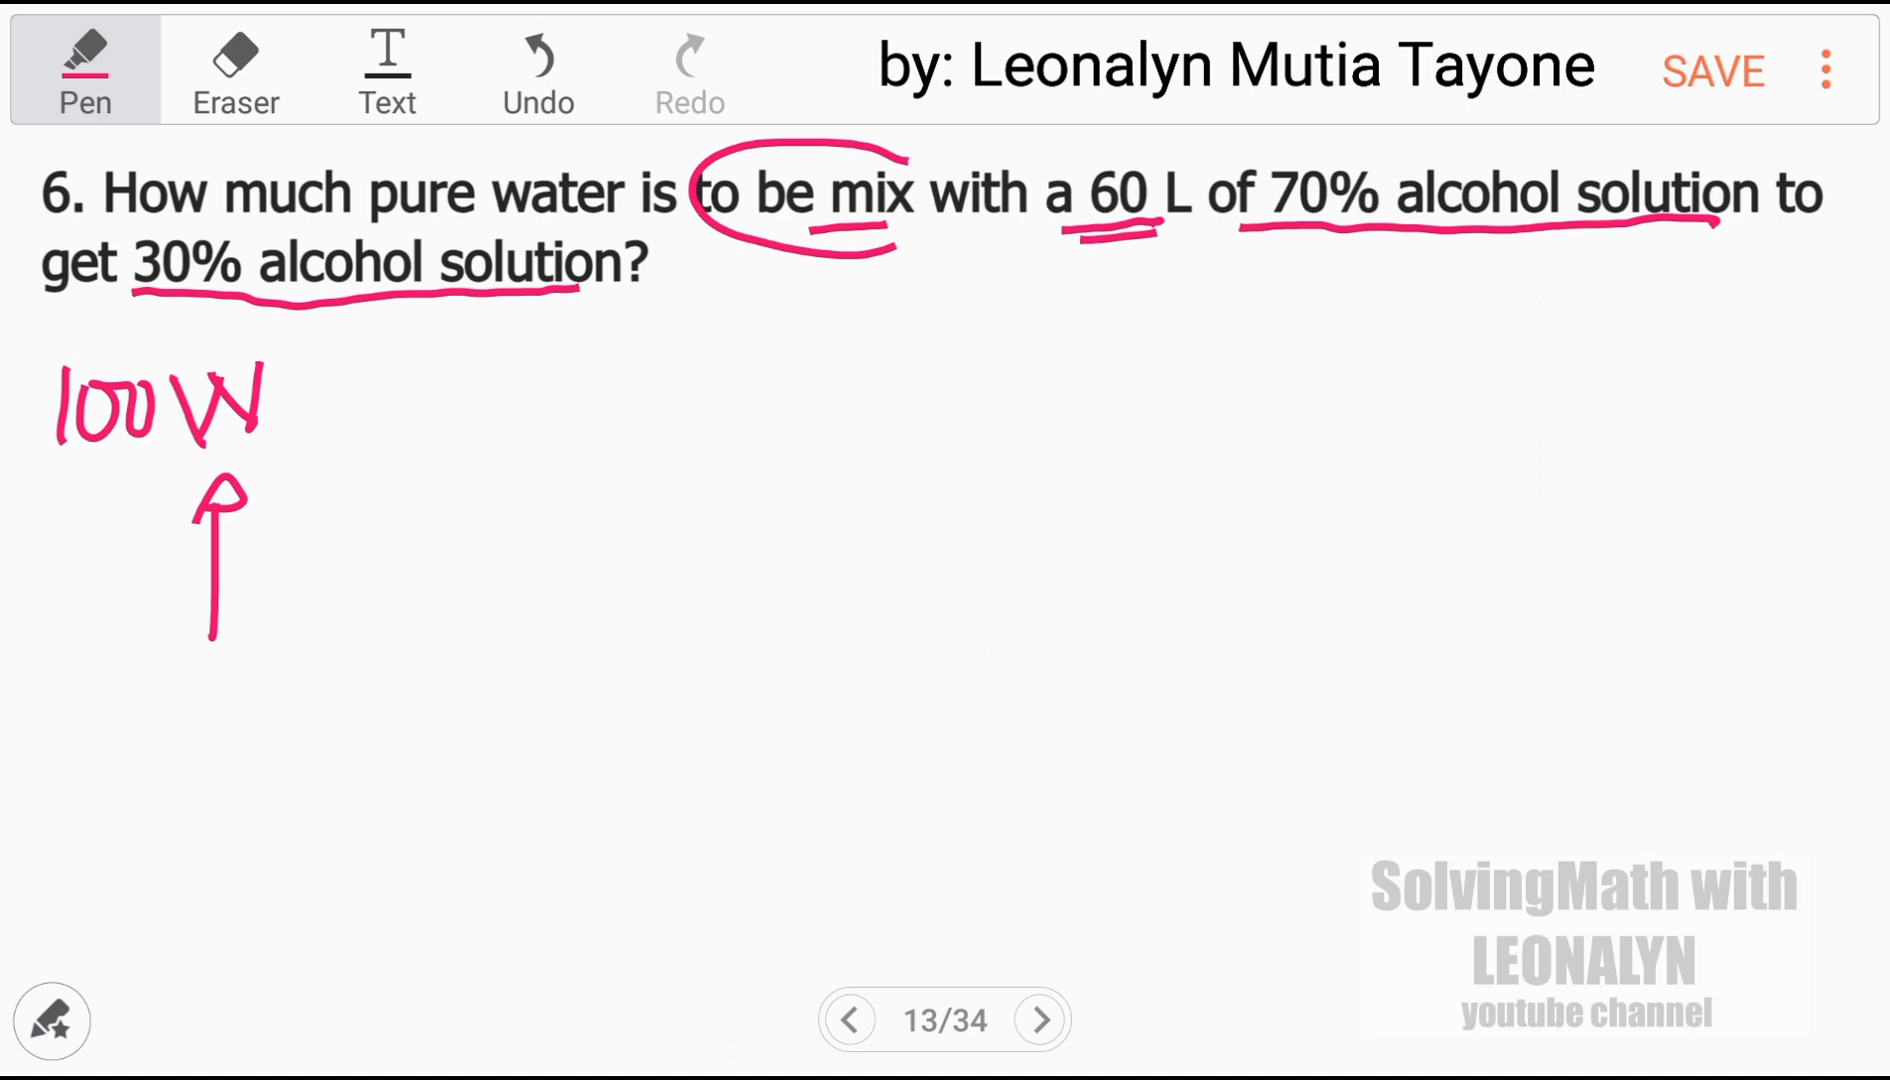 Pen
Eraser
Text
Undo
Redo
by: Leonalyn Mutia Tayone
SAVE
6. How much pure water is to be mix with a 60 L of 70% alcohol solution to
get 30% alcohol solution?
100W
SolvingMath with
LEONALYN
youtube channel
13/34